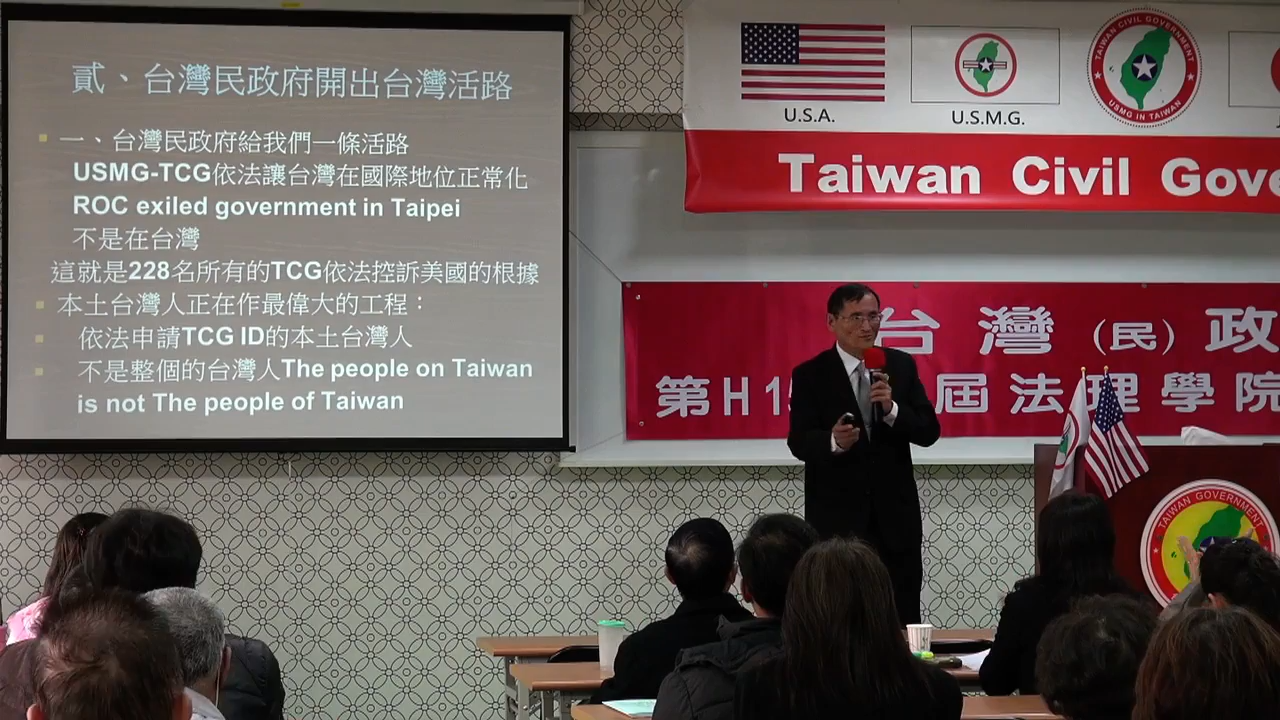 貳、台灣民政府開出台灣活路
一、台灣民政府給我們一條活路
USMG-TCG依法讓台灣在國際地位正常化
ROC exiled government in Taipei
不是在台灣
這就是228名所有的TCG依法控訴美國的根據
本土台灣人正在作最偉大的工程：
依法申請TCG ID的本土台灣人
不是整個的台灣人The people on Taiwan
is not The people of Taiwan
U.S.A.
U.S.M.G.
TAIWAN CIVIL GOVERNMENT
USMG IN TAIWAN
Taiwan Civil Gove
台灣(民)政
第H1 屆法理學院
TAIWAN GOVERNMENT